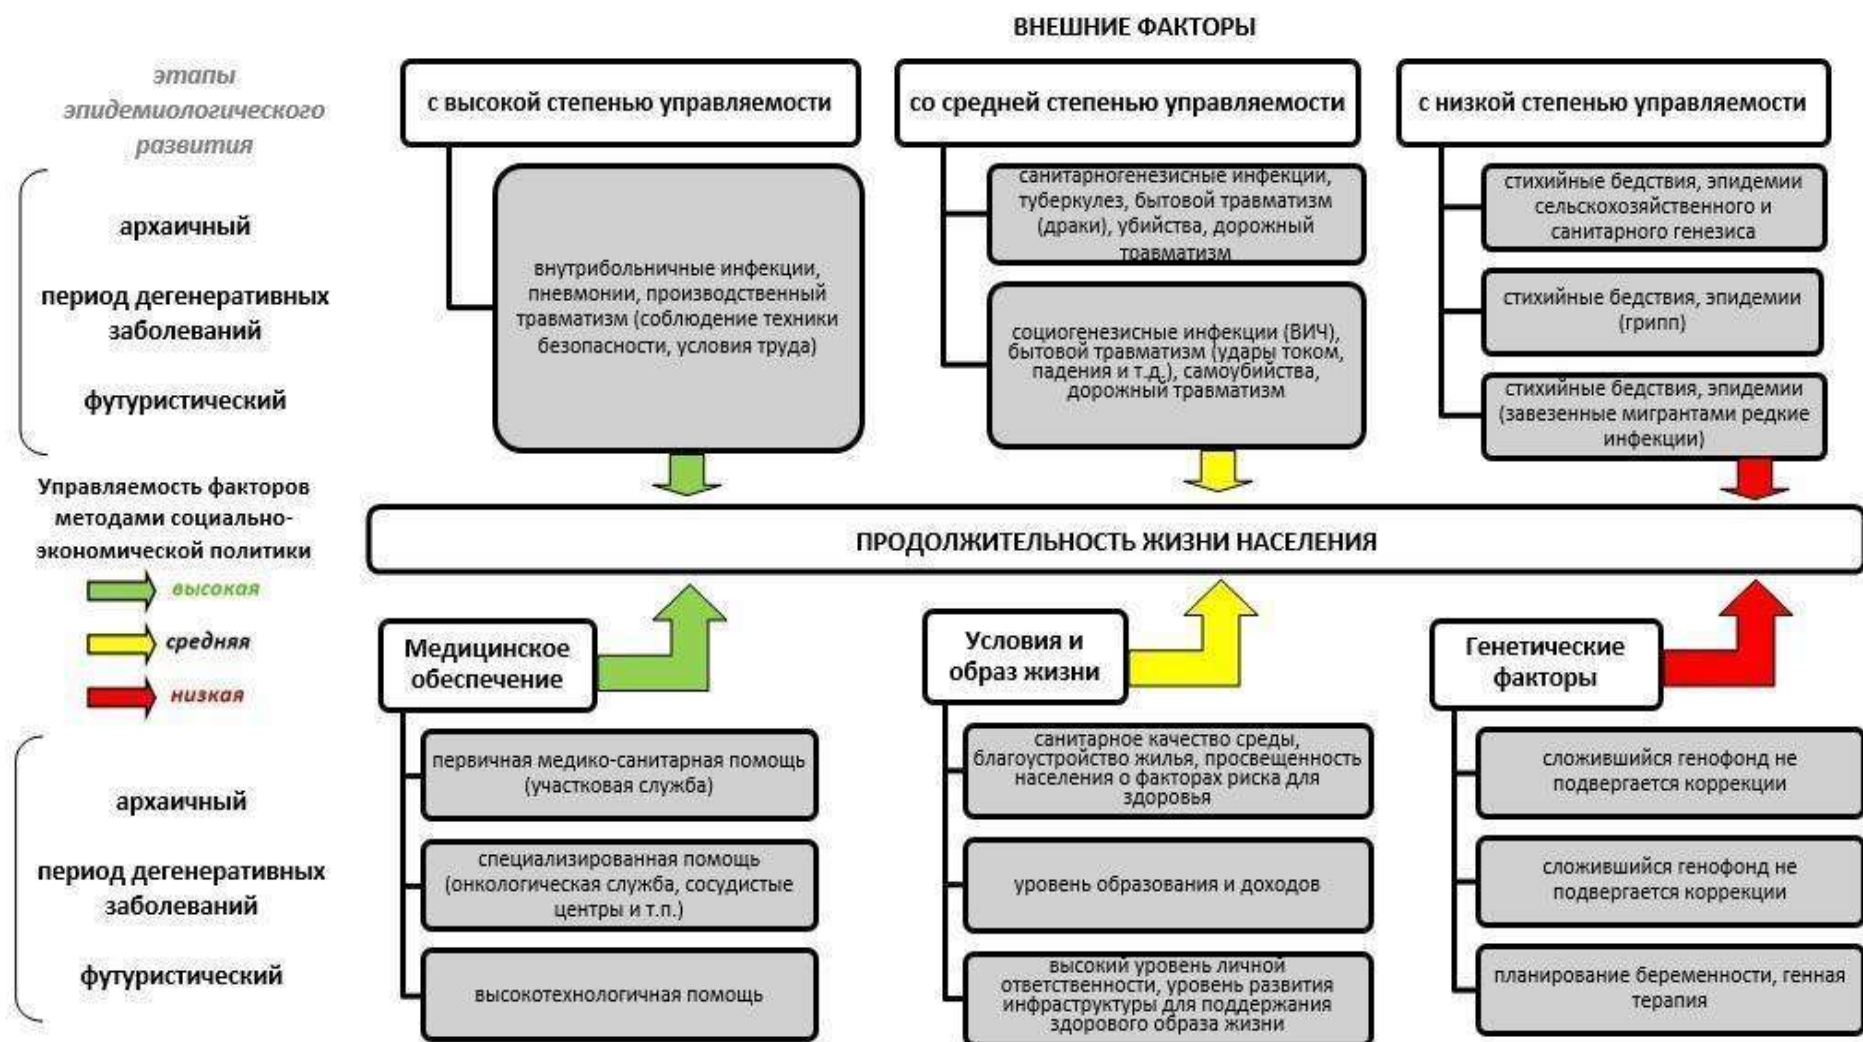 ВНЕШНИЕ ФАКТОРЫ
этапы
эпидемиологического
развития
с высокой степенью управляемости
со средней степенью управляемости
с низкой степенью управляемости
архаичный
период дегенеративных
заболеваний
футуристический
внутрибольничные инфекции,
пневмонии, производственный
травматизм (соблюдение техники
безопасности, условия труда)
санитарногенезисные инфекции,
туберкулез, бытовой травматизм
(драки), убийства, дорожный
травматизм
социогенезисные инфекции (ВИЧ),
бытовой травматизм (удары током,
падения и т.д.), самоубийства,
дорожный травматизм
стихийные бедствия, эпидемии
сельскохозяйственного и
санитарного генезиса
стихийные бедствия, эпидемии
(грипп)
стихийные бедствия, эпидемии
(завезенные мигрантами редкие
инфекции)
Управляемость факторов
методами социально-
экономической политики
высокая
средняя
низкая
ПРОДОЛЖИТЕЛЬНОСТЬ ЖИЗНИ НАСЕЛЕНИЯ
Медицинское
обеспечение
Условия и
образ жизни
Генетические
факторы
архаичный
период дегенеративных
заболеваний
футуристический
первичная медико-санитарная помощь
(участковая служба)
специализированная помощь
(онкологическая служба, сосудистые
центры и т.п.)
высокотехнологичная помощь
санитарное качество среды,
благоустройство жилья, просвещенность
населения о факторах риска для
здоровья
уровень образования и доходов
высокий уровень личной
ответственности, уровень развития
инфраструктуры для поддержания
здорового образа жизни
сложившийся генофонд не
подвергается коррекции
сложившийся генофонд не
подвергается коррекции
планирование беременности, генная
терапия